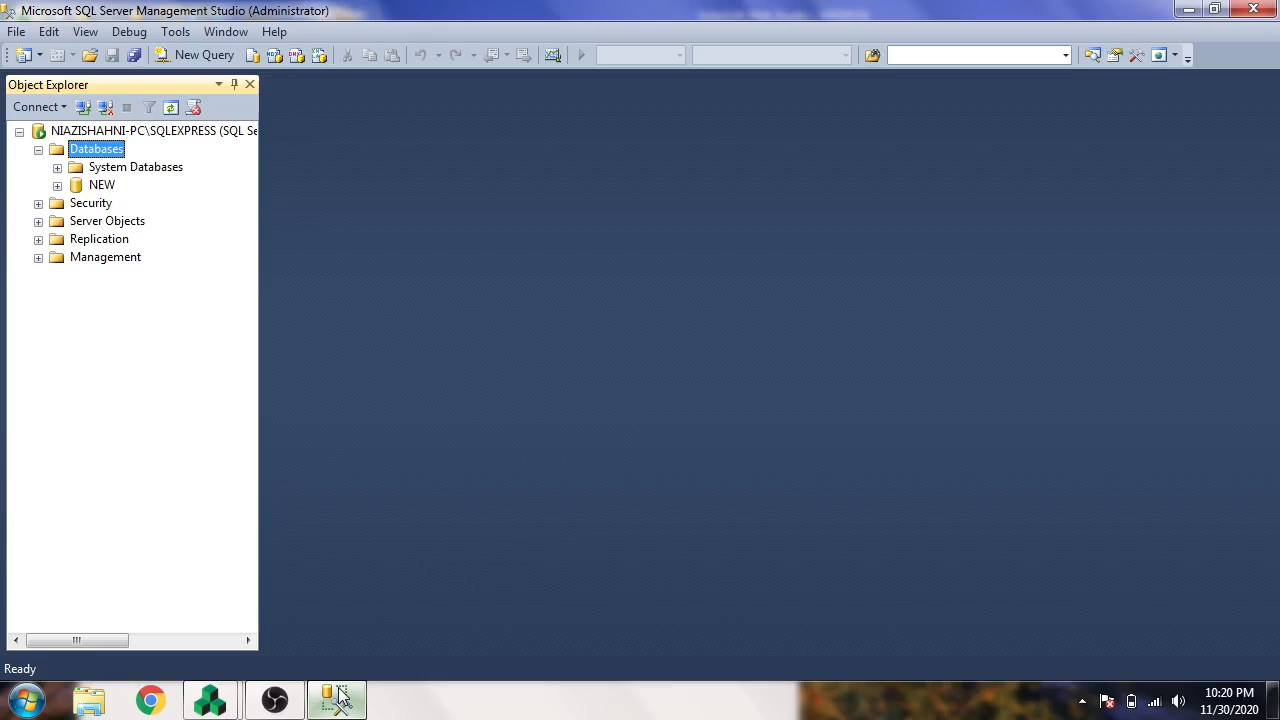 Microsoft SQL Server Management Studio (Administrator)
File Edit View Debug Tools Window Help
New Query
Object Explorer
Connect
NIAZISHAHNI-PC\SQLEXPRESS (SQL Se
Databases
System Databases
NEW
Security
Server Objects
Replication
Management
Ready
10:20 PM
11/30/2020